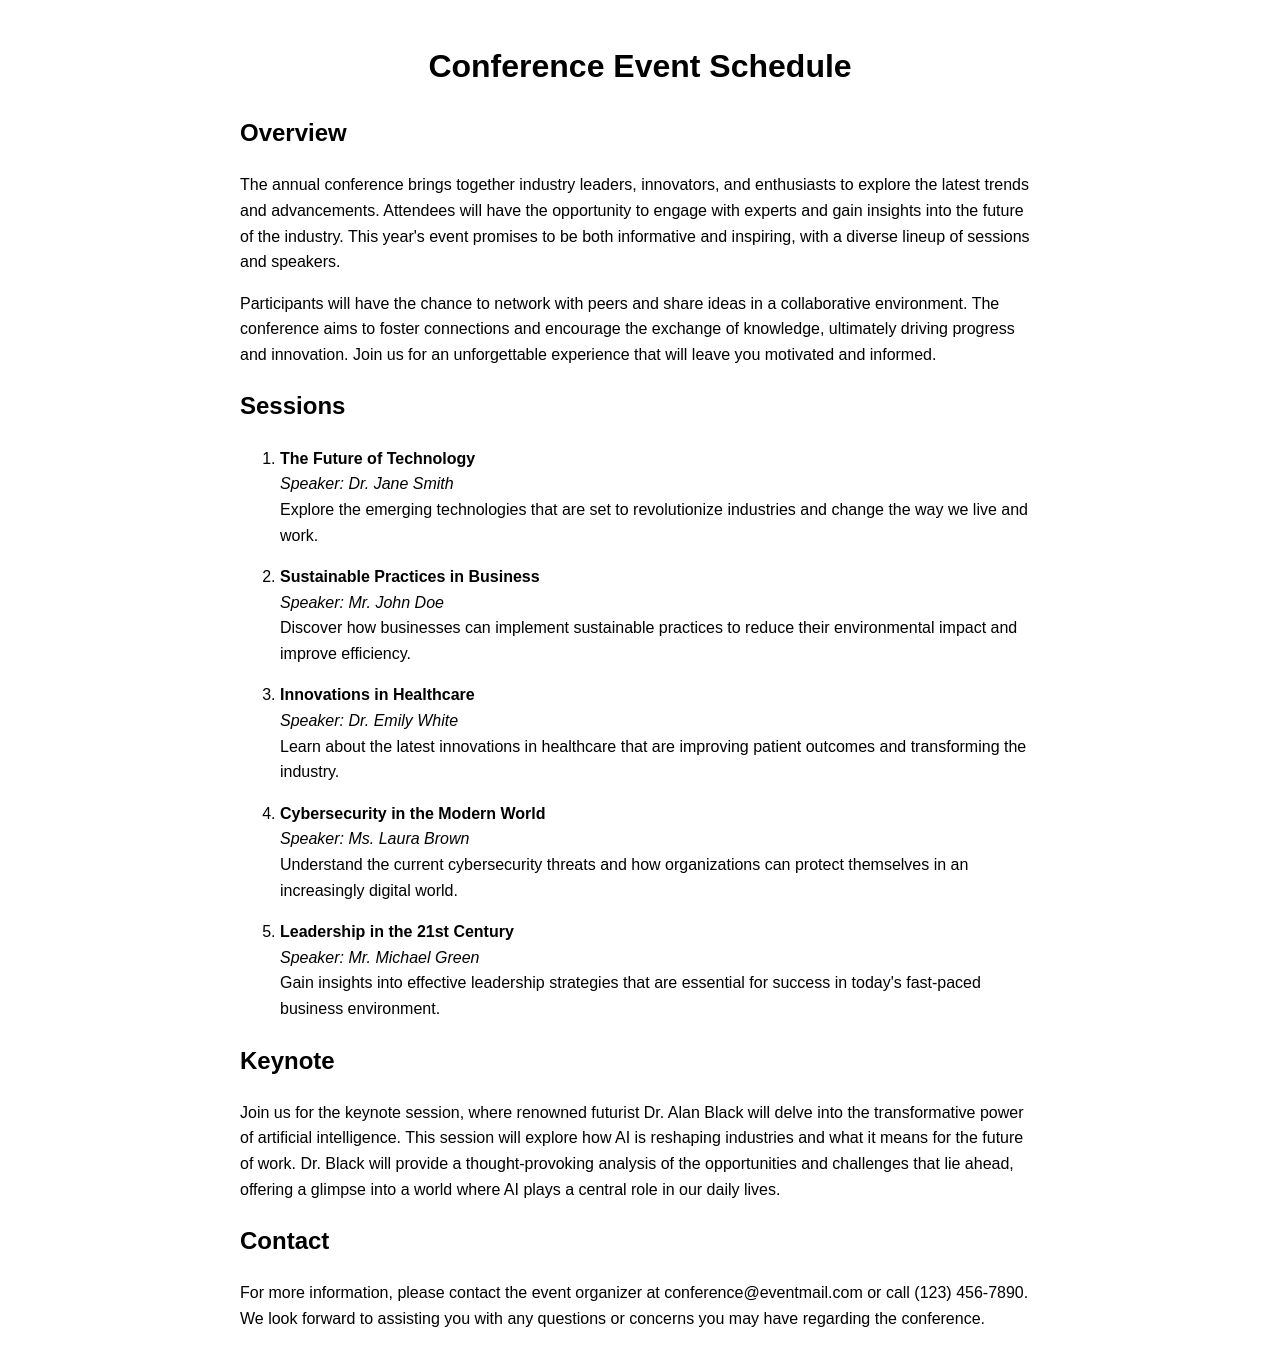 Conference Event Schedule
Overview
The annual conference brings together industry leaders, innovators, and enthusiasts to explore the latest trends
and advancements. Attendees will have the opportunity to engage with experts and gain insights into the future
of the industry. This year's event promises to be both informative and inspiring, with a diverse lineup of sessions
and speakers.
Participants will have the chance to network with peers and share ideas in a collaborative environment. The
conference aims to foster connections and encourage the exchange of knowledge, ultimately driving progress
and innovation. Join us for an unforgettable experience that will leave you motivated and informed.
Sessions
1. The Future of Technology
Speaker: Dr. Jane Smith
Explore the emerging technologies that are set to revolutionize industries and change the way we live and
work.
2. Sustainable Practices in Business
Speaker: Mr. John Doe
Discover how businesses can implement sustainable practices to reduce their environmental impact and
improve efficiency.
3. Innovations in Healthcare
Speaker: Dr. Emily White
Learn about the latest innovations in healthcare that are improving patient outcomes and transforming the
industry.
4. Cybersecurity in the Modern World
Speaker: Ms. Laura Brown
Understand the current cybersecurity threats and how organizations can protect themselves in an
increasingly digital world.
5. Leadership in the 21st Century
Speaker: Mr. Michael Green
Gain insights into effective leadership strategies that are essential for success in today's fast-paced
business environment.
Keynote
Join us for the keynote session, where renowned futurist Dr. Alan Black will delve into the transformative power
of artificial intelligence. This session will explore how AI is reshaping industries and what it means for the future
of work. Dr. Black will provide a thought-provoking analysis of the opportunities and challenges that lie ahead,
offering a glimpse into a world where AI plays a central role in our daily lives.
Contact
For more information, please contact the event organizer at conference@eventmail.com or call (123) 456-7890.
We look forward to assisting you with any questions or concerns you may have regarding the conference.